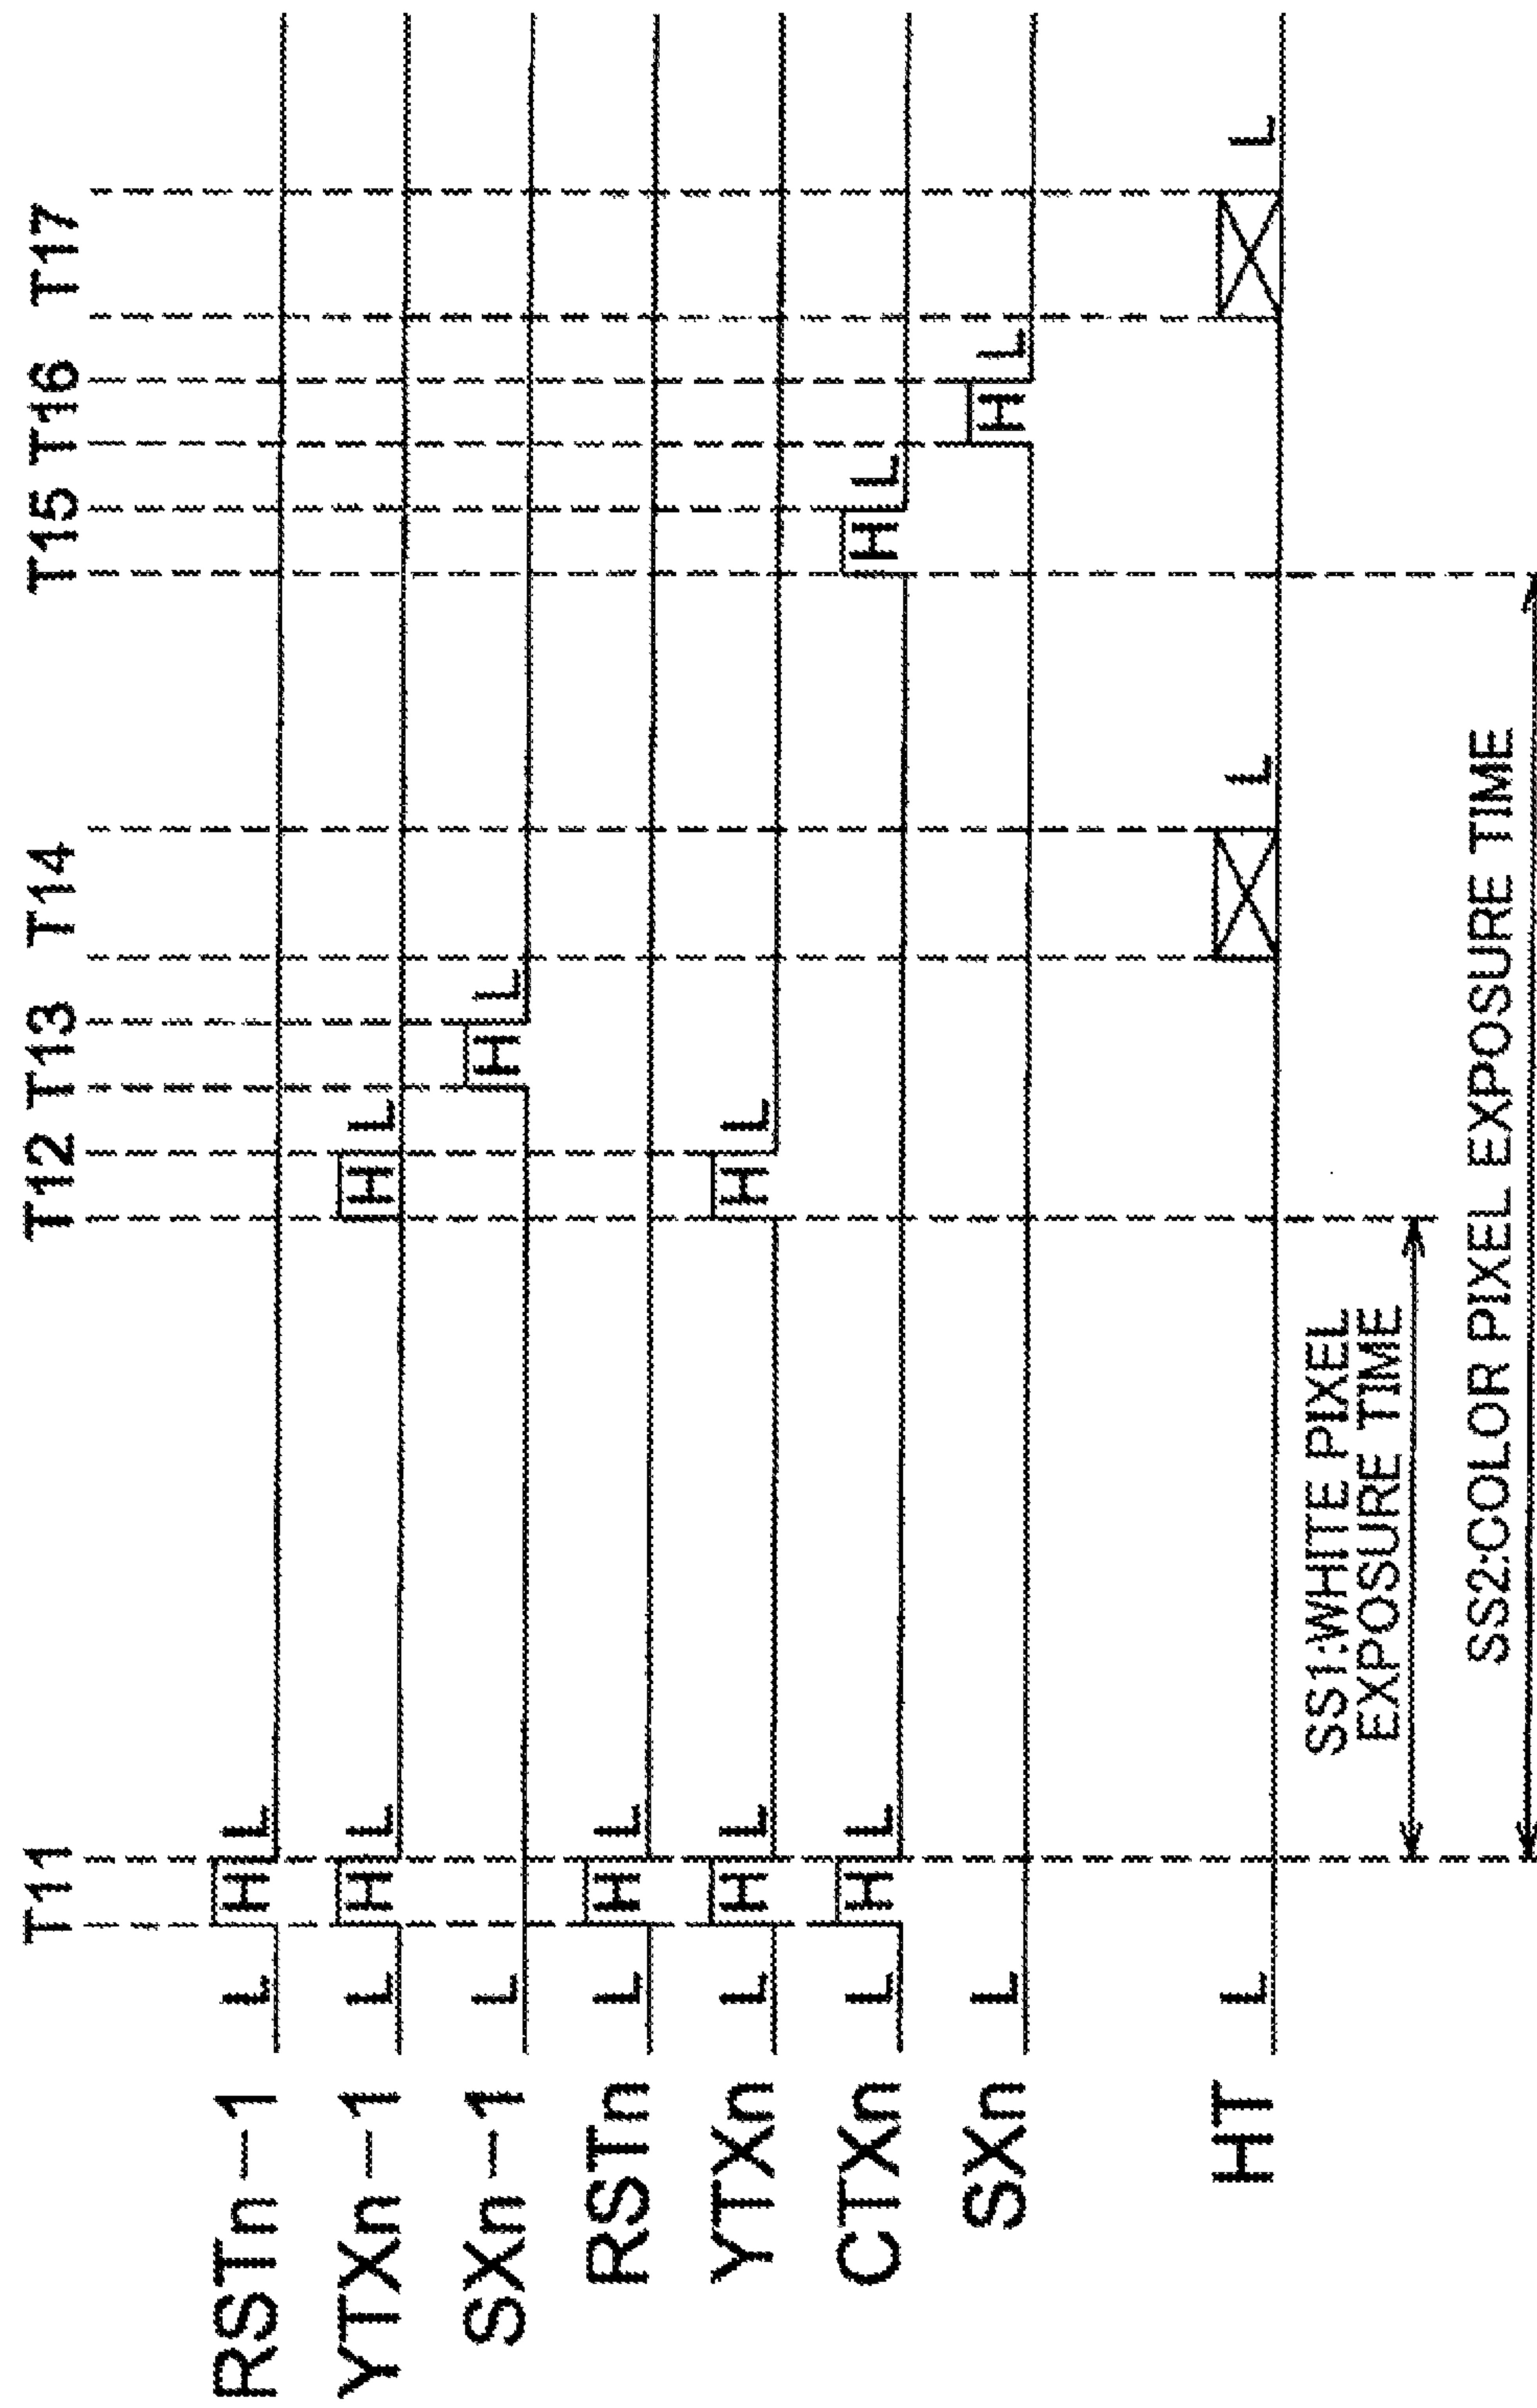 T11 T12 T13 T14 T15 T16 T17
RSTn−1 L H L
YTXn−1 L H L H L
SXn−1 L H L
RSTn L H L
YTXn L H L H L
CTXn L H L H L
SXn L H L
HT L L L
SS1:WHITE PIXEL
EXPOSURE TIME
SS2:COLOR PIXEL EXPOSURE TIME